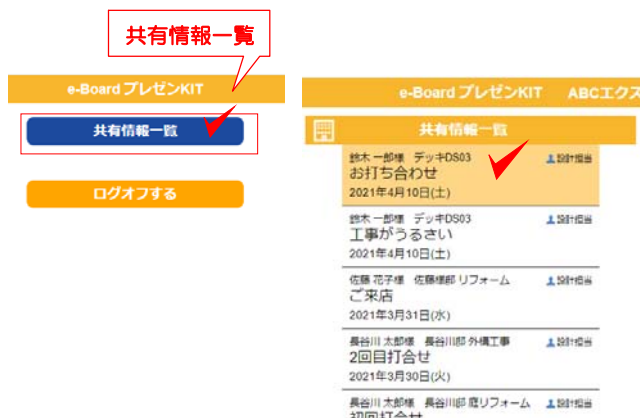 共有情報一覧
e-Board プレゼンKIT
共有情報一覧
ログオフする
e-Board プレゼンKIT ABCエクス
共有情報一覧
鈴木 一郎様 デッキDS03 設計担当
お打ち合わせ
2021年4月10日(土)
鈴木 一郎様 デッキDS03 設計担当
工事がうるさい
2021年4月10日(土)
佐藤 花子様 佐藤様邸 リフォーム 設計担当
ご来店
2021年3月31日(水)
長谷川 太郎様 長谷川邸 外構工事 設計担当
2回目打合せ
2021年3月30日(火)
長谷川 太郎様 長谷川邸 庭リフォーム 設計担当
初回打合せ